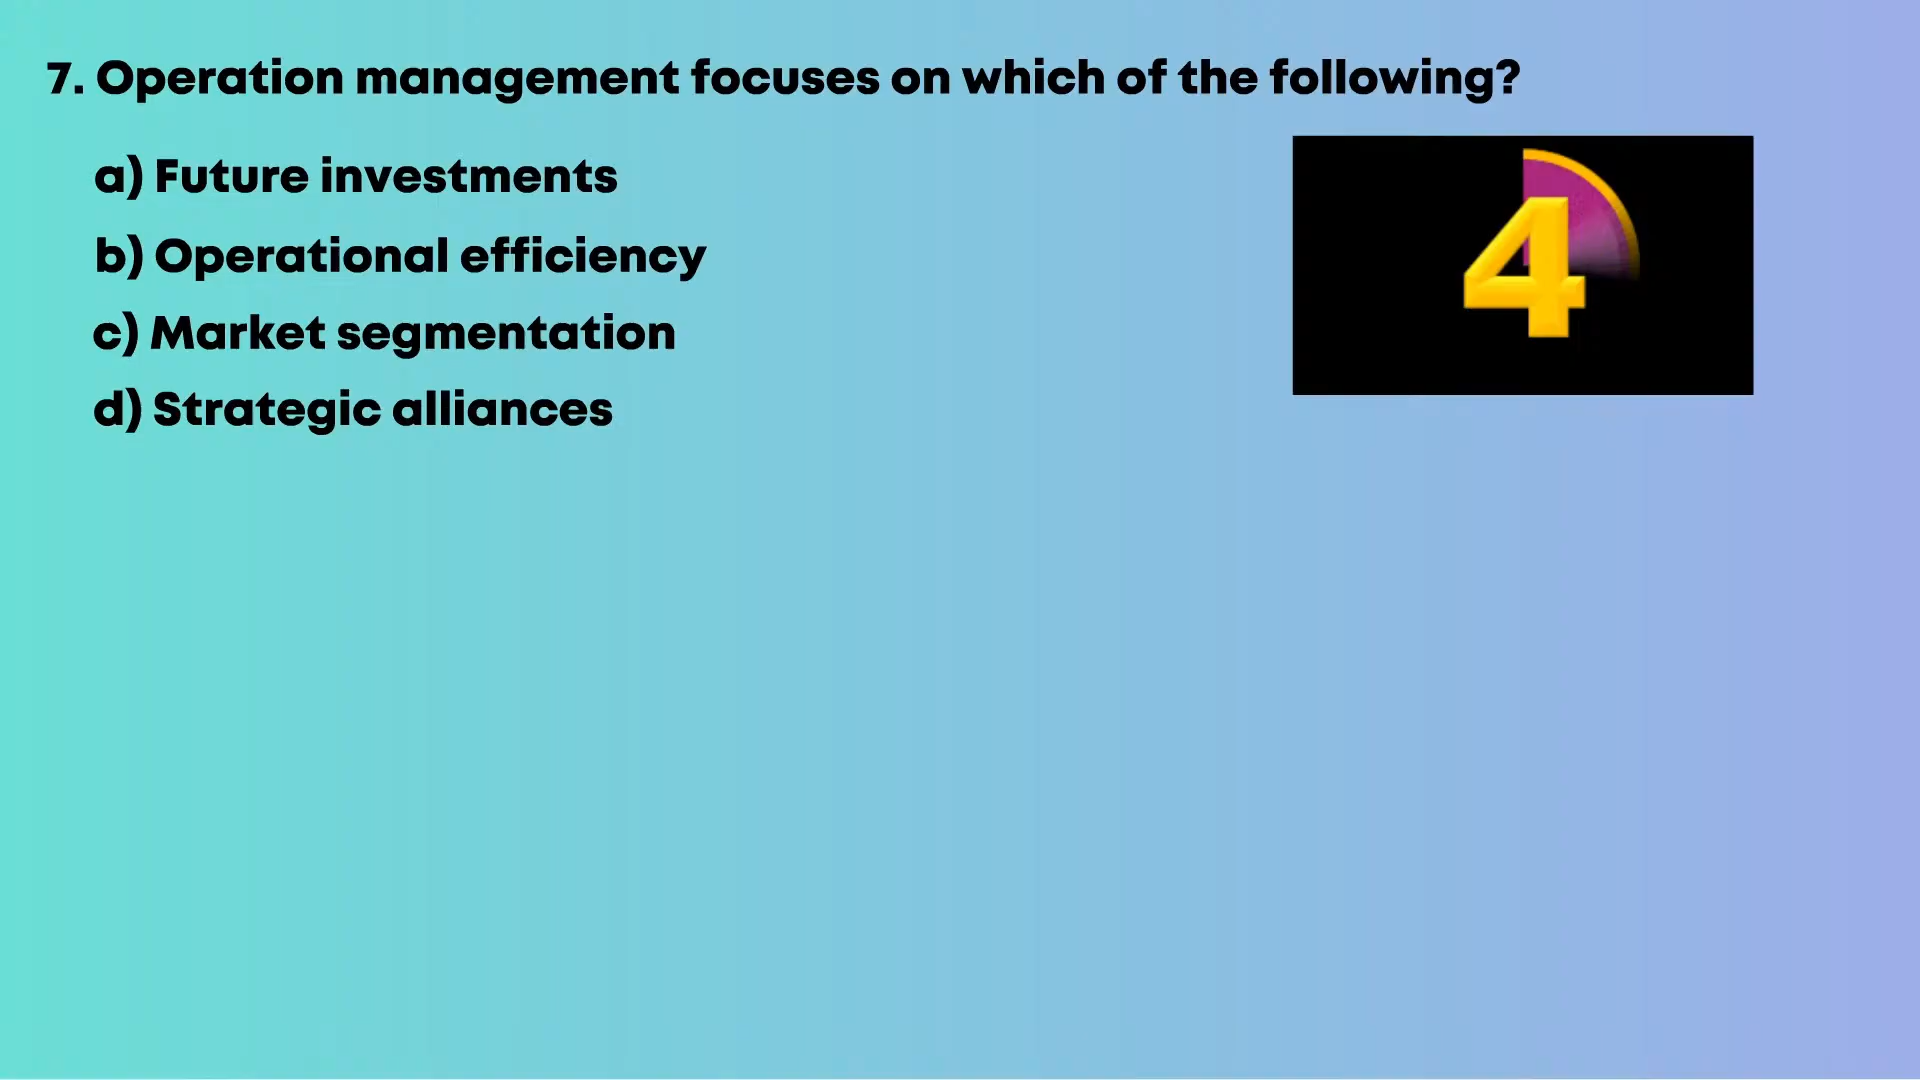 7. Operation management focuses on which of the following?
a) Future investments
b) Operational efficiency
c) Market segmentation
d) Strategic alliances
4